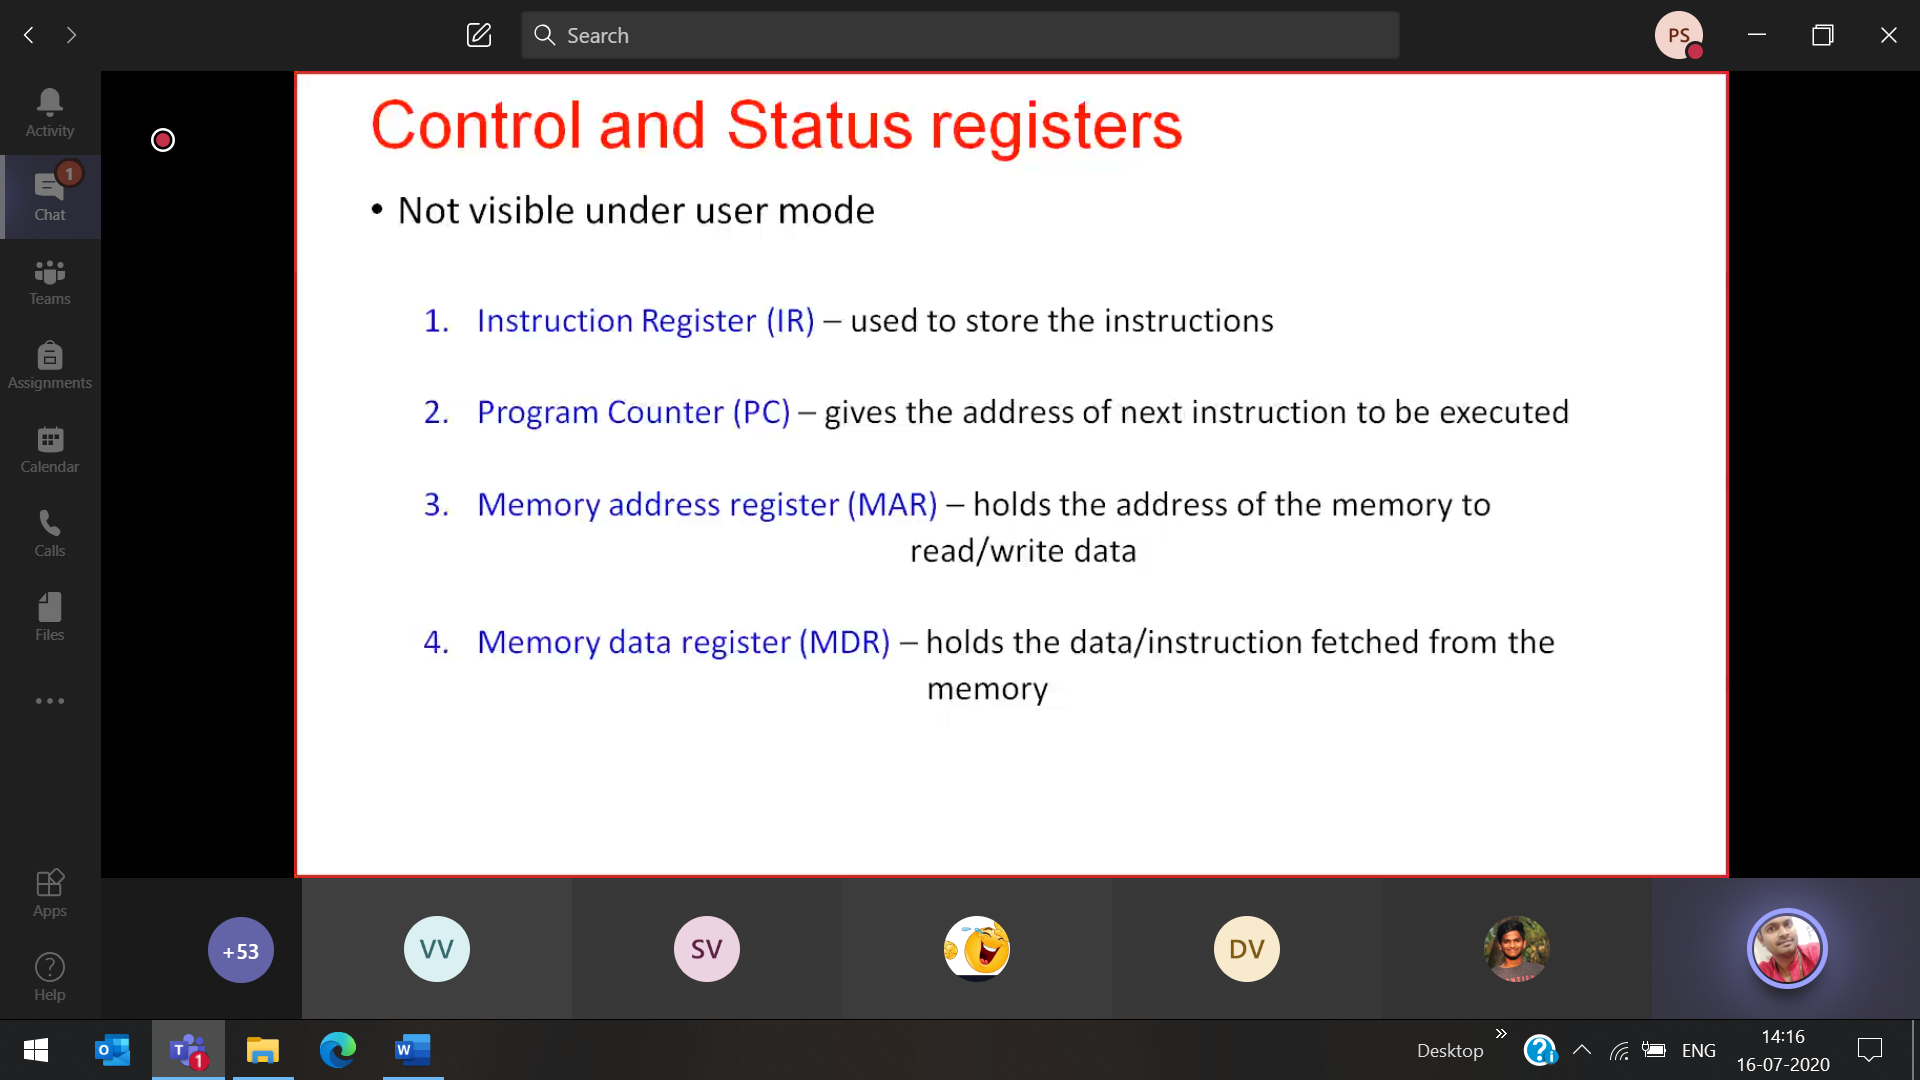 Search
PS
Activity
1
Chat
Teams
Assignments
Calendar
Calls
Files
Apps
Help
Control and Status registers
• Not visible under user mode
1. Instruction Register (IR) – used to store the instructions
2. Program Counter (PC) – gives the address of next instruction to be executed
3. Memory address register (MAR) – holds the address of the memory to
read/write data
4. Memory data register (MDR) – holds the data/instruction fetched from the
memory
+53
VV
SV
DV
1
Desktop
ENG
14:16
16-07-2020